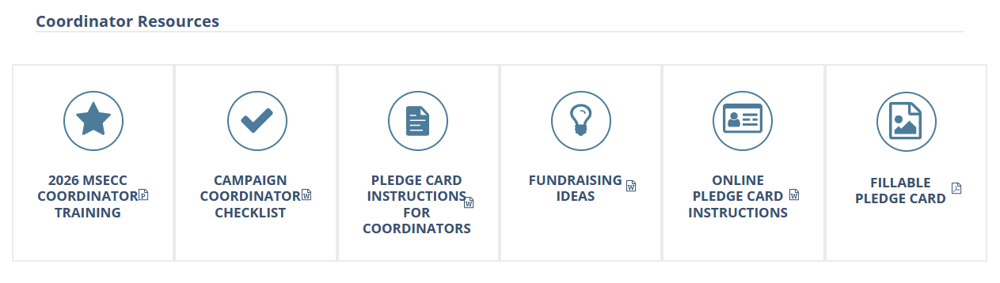 Coordinator Resources
2026 MSECC
COORDINATOR
TRAINING
CAMPAIGN
COORDINATOR
CHECKLIST
PLEDGE CARD
INSTRUCTIONS
FOR
COORDINATORS
FUNDRAISING
IDEAS
ONLINE
PLEDGE CARD
INSTRUCTIONS
FILLABLE
PLEDGE CARD